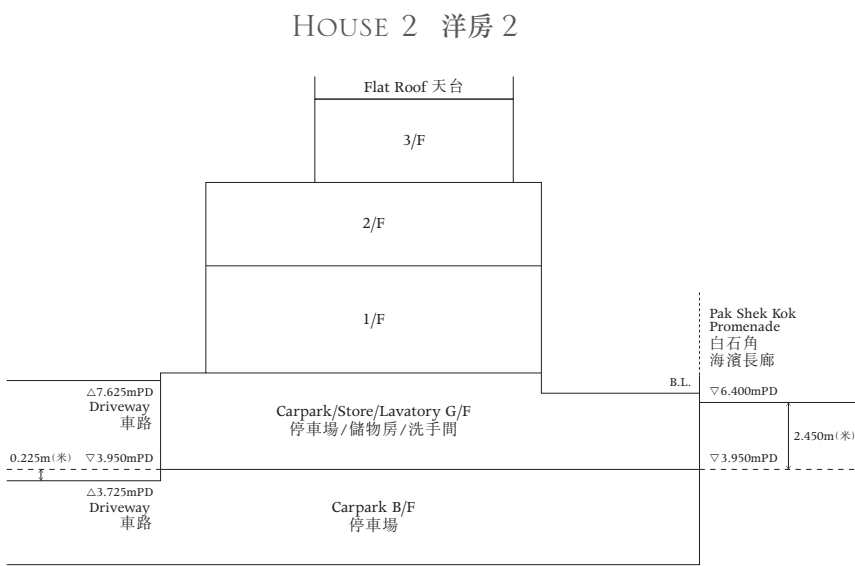 HOUSE 2 洋房 2
Flat Roof 天台
3/F
2/F
1/F
Pak Shek Kok
Promenade
白石角
海濱長廊
B.L.
▽6.400mPD
△7.625mPD
Driveway
車路
Carpark/Store/Lavatory G/F
停車場/儲物房/洗手間
2.450m(米)
0.225m(米)
▽3.950mPD
▽3.950mPD
△3.725mPD
Driveway
車路
Carpark B/F
停車場